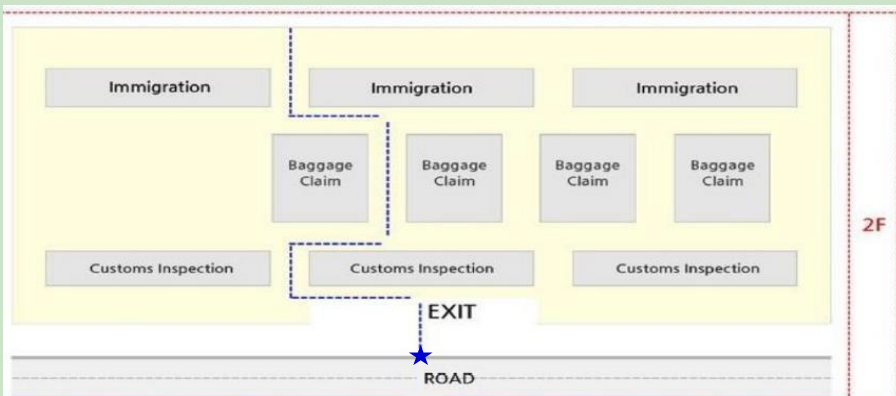 Immigration
Immigration
Immigration
Baggage
Claim
Baggage
Claim
Baggage
Claim
Baggage
Claim
2F
Customs Inspection
Customs Inspection
Customs Inspection
EXIT
ROAD